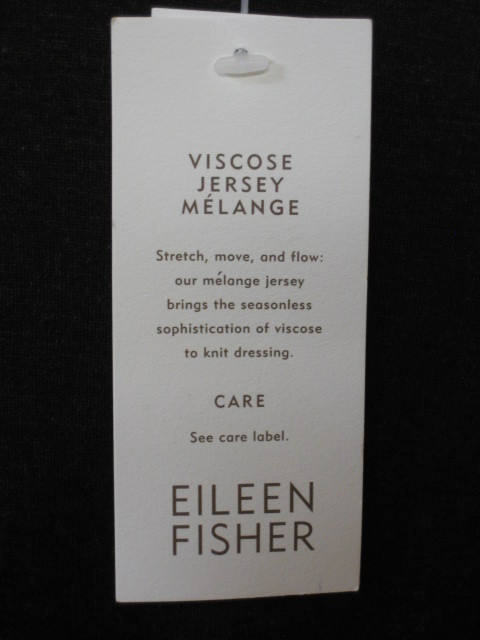 VISCOSE
JERSEY
MÉLANGE
Stretch, move, and flow:
our mélange jersey
brings the seasonless
sophistication of viscose
to knit dressing.
CARE
See care label.
EILEEN
FISHER